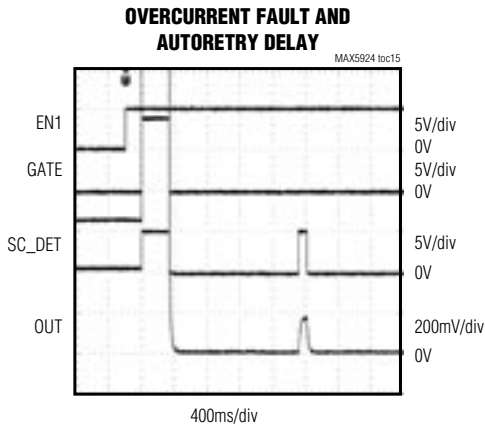 OVERCURRENT FAULT AND
AUTORETRY DELAY
MAX5924 toc15
EN1
5V/div
0V
GATE
5V/div
0V
SC_DET
5V/div
0V
OUT
200mV/div
0V
400ms/div